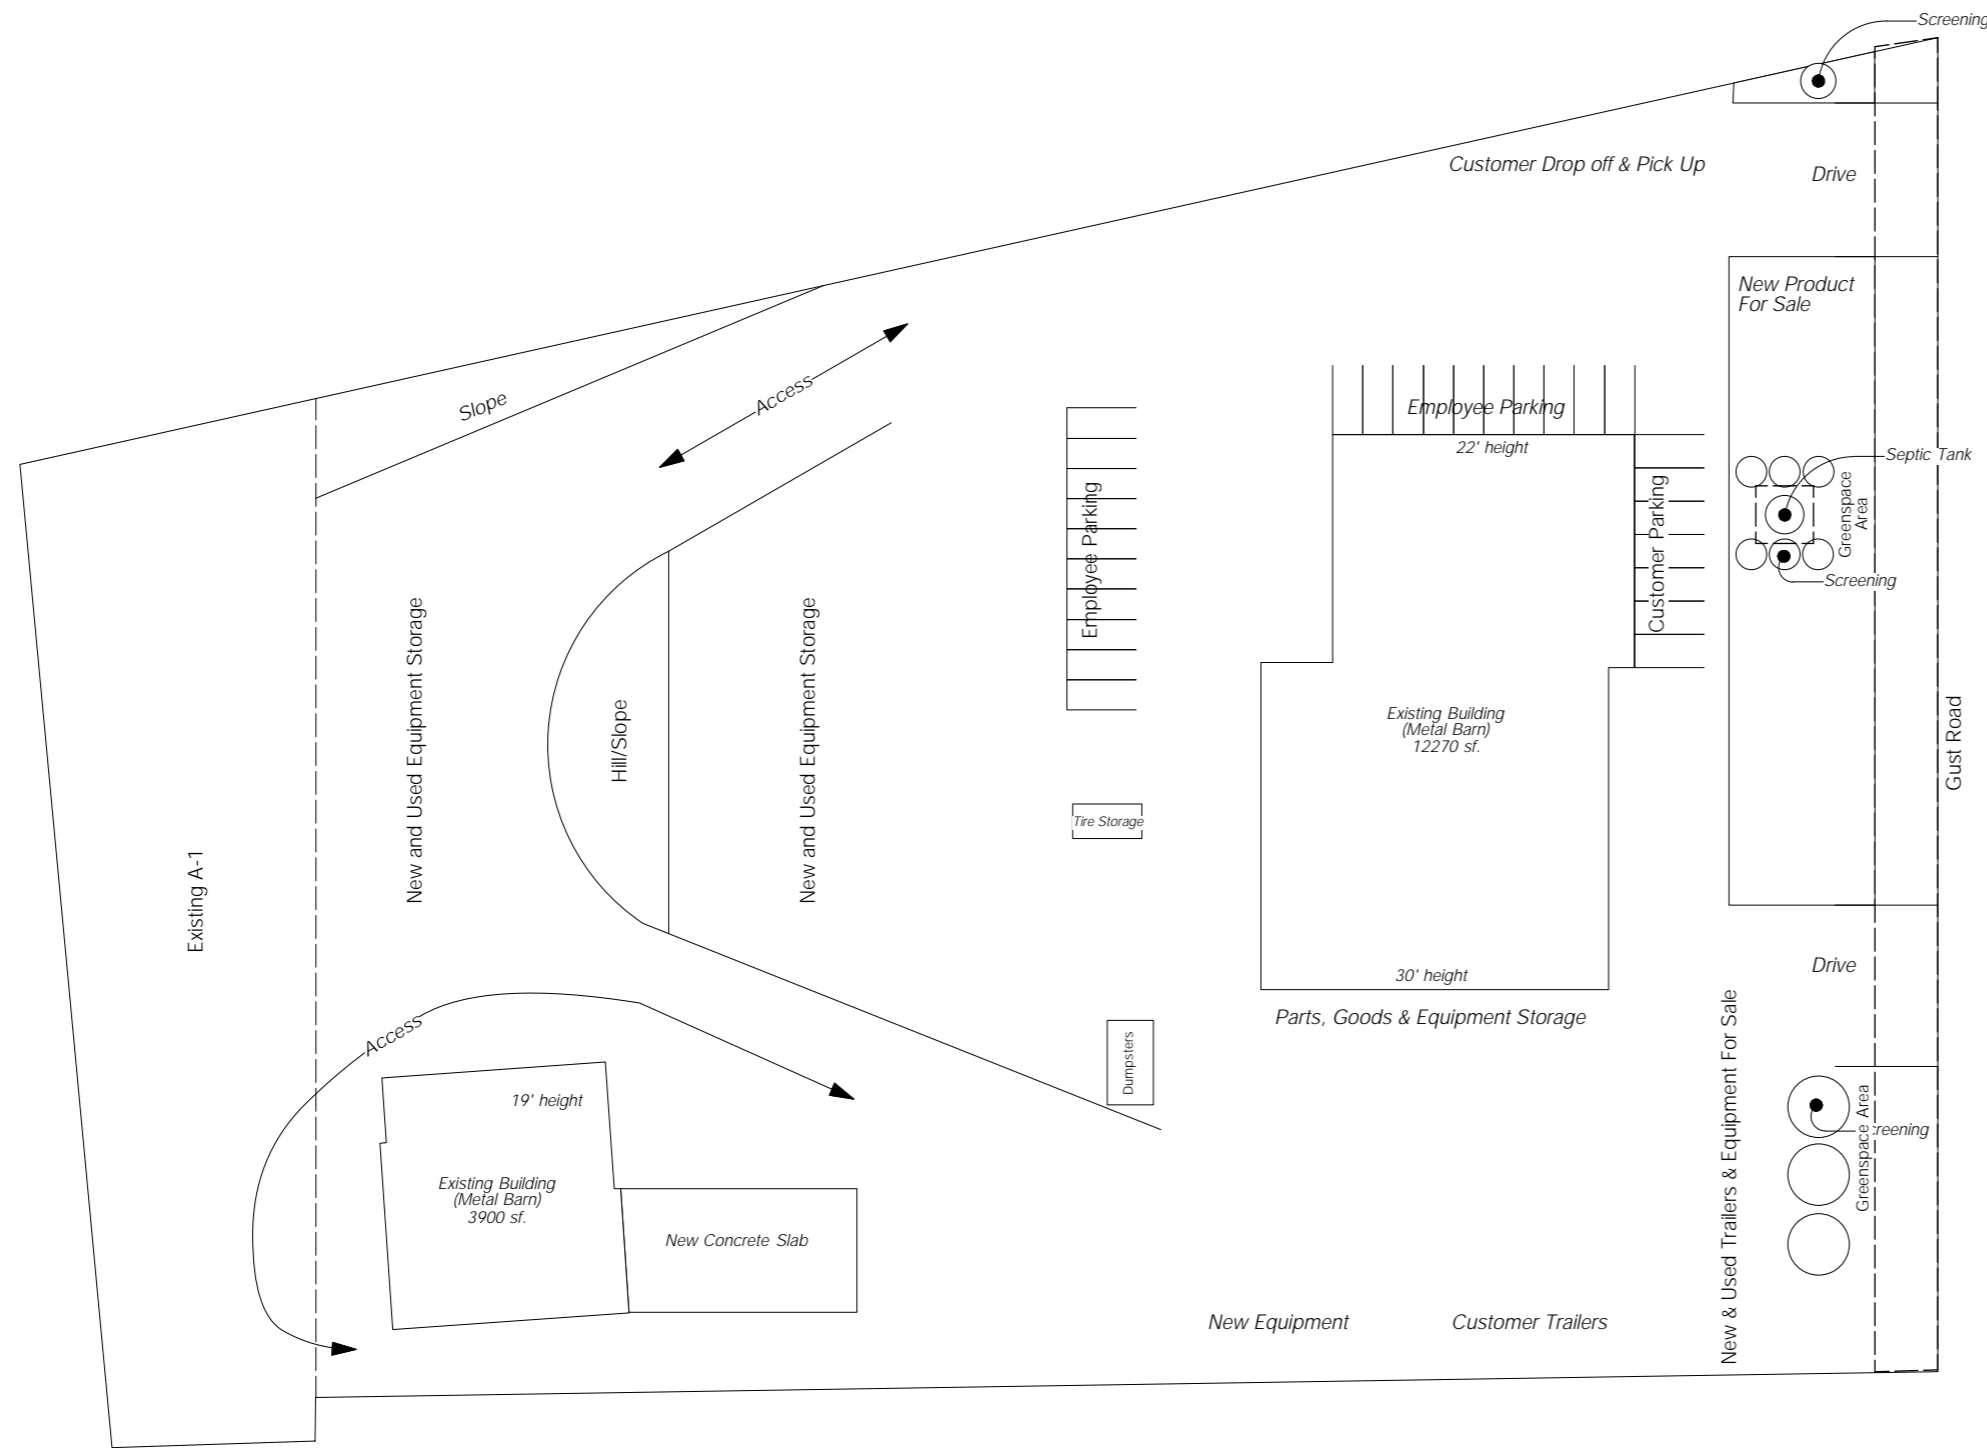 Screening
Customer Drop off & Pick Up
Drive
New Product
For Sale
Slope
Access
Employee Parking
22' height
Septic Tank
Greenspace
Area
Screening
Employee Parking
Customer Parking
New and Used Equipment Storage
Hill/Slope
New and Used Equipment Storage
Existing Building
(Metal Barn)
12270 sf.
Gust Road
Tire Storage
Existing A-1
30' height
Drive
Parts, Goods & Equipment Storage
Access
Dumpsters
19' height
New & Used Trailers & Equipment For Sale
Greenspace Area
reening
Existing Building
(Metal Barn)
3900 sf.
New Concrete Slab
New Equipment
Customer Trailers